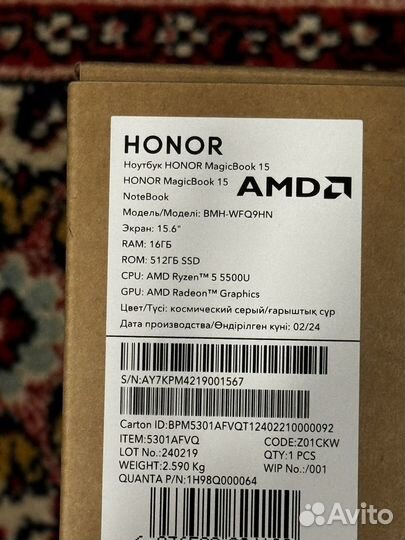 HONOR
Ноутбук HONOR MagicBook 15
HONOR MagicBook 15
AMD
NoteBook
Модель/Моделі: BMH-WFQ9HN
Экран: 15.6"
RAM: 16ГБ
ROM: 512ГБ SSD
CPU: AMD Ryzen™ 5 5500U
GPU: AMD Radeon™ Graphics
Цвет/Түсі: космический серый/ғарыштық сұр
Дата производства/Өндірілген күні: 02/24
S/N:AY7KPM4219001567
Carton ID:BPM5301AFVQT12402210000092
ITEM:5301AFVQ CODE:Z01CKW
LOT No.:240219 QTY:1 PCS
WEIGHT:2.590 Kg WIP No.:/001
QUANTA P/N:1H98Q000064
Avito